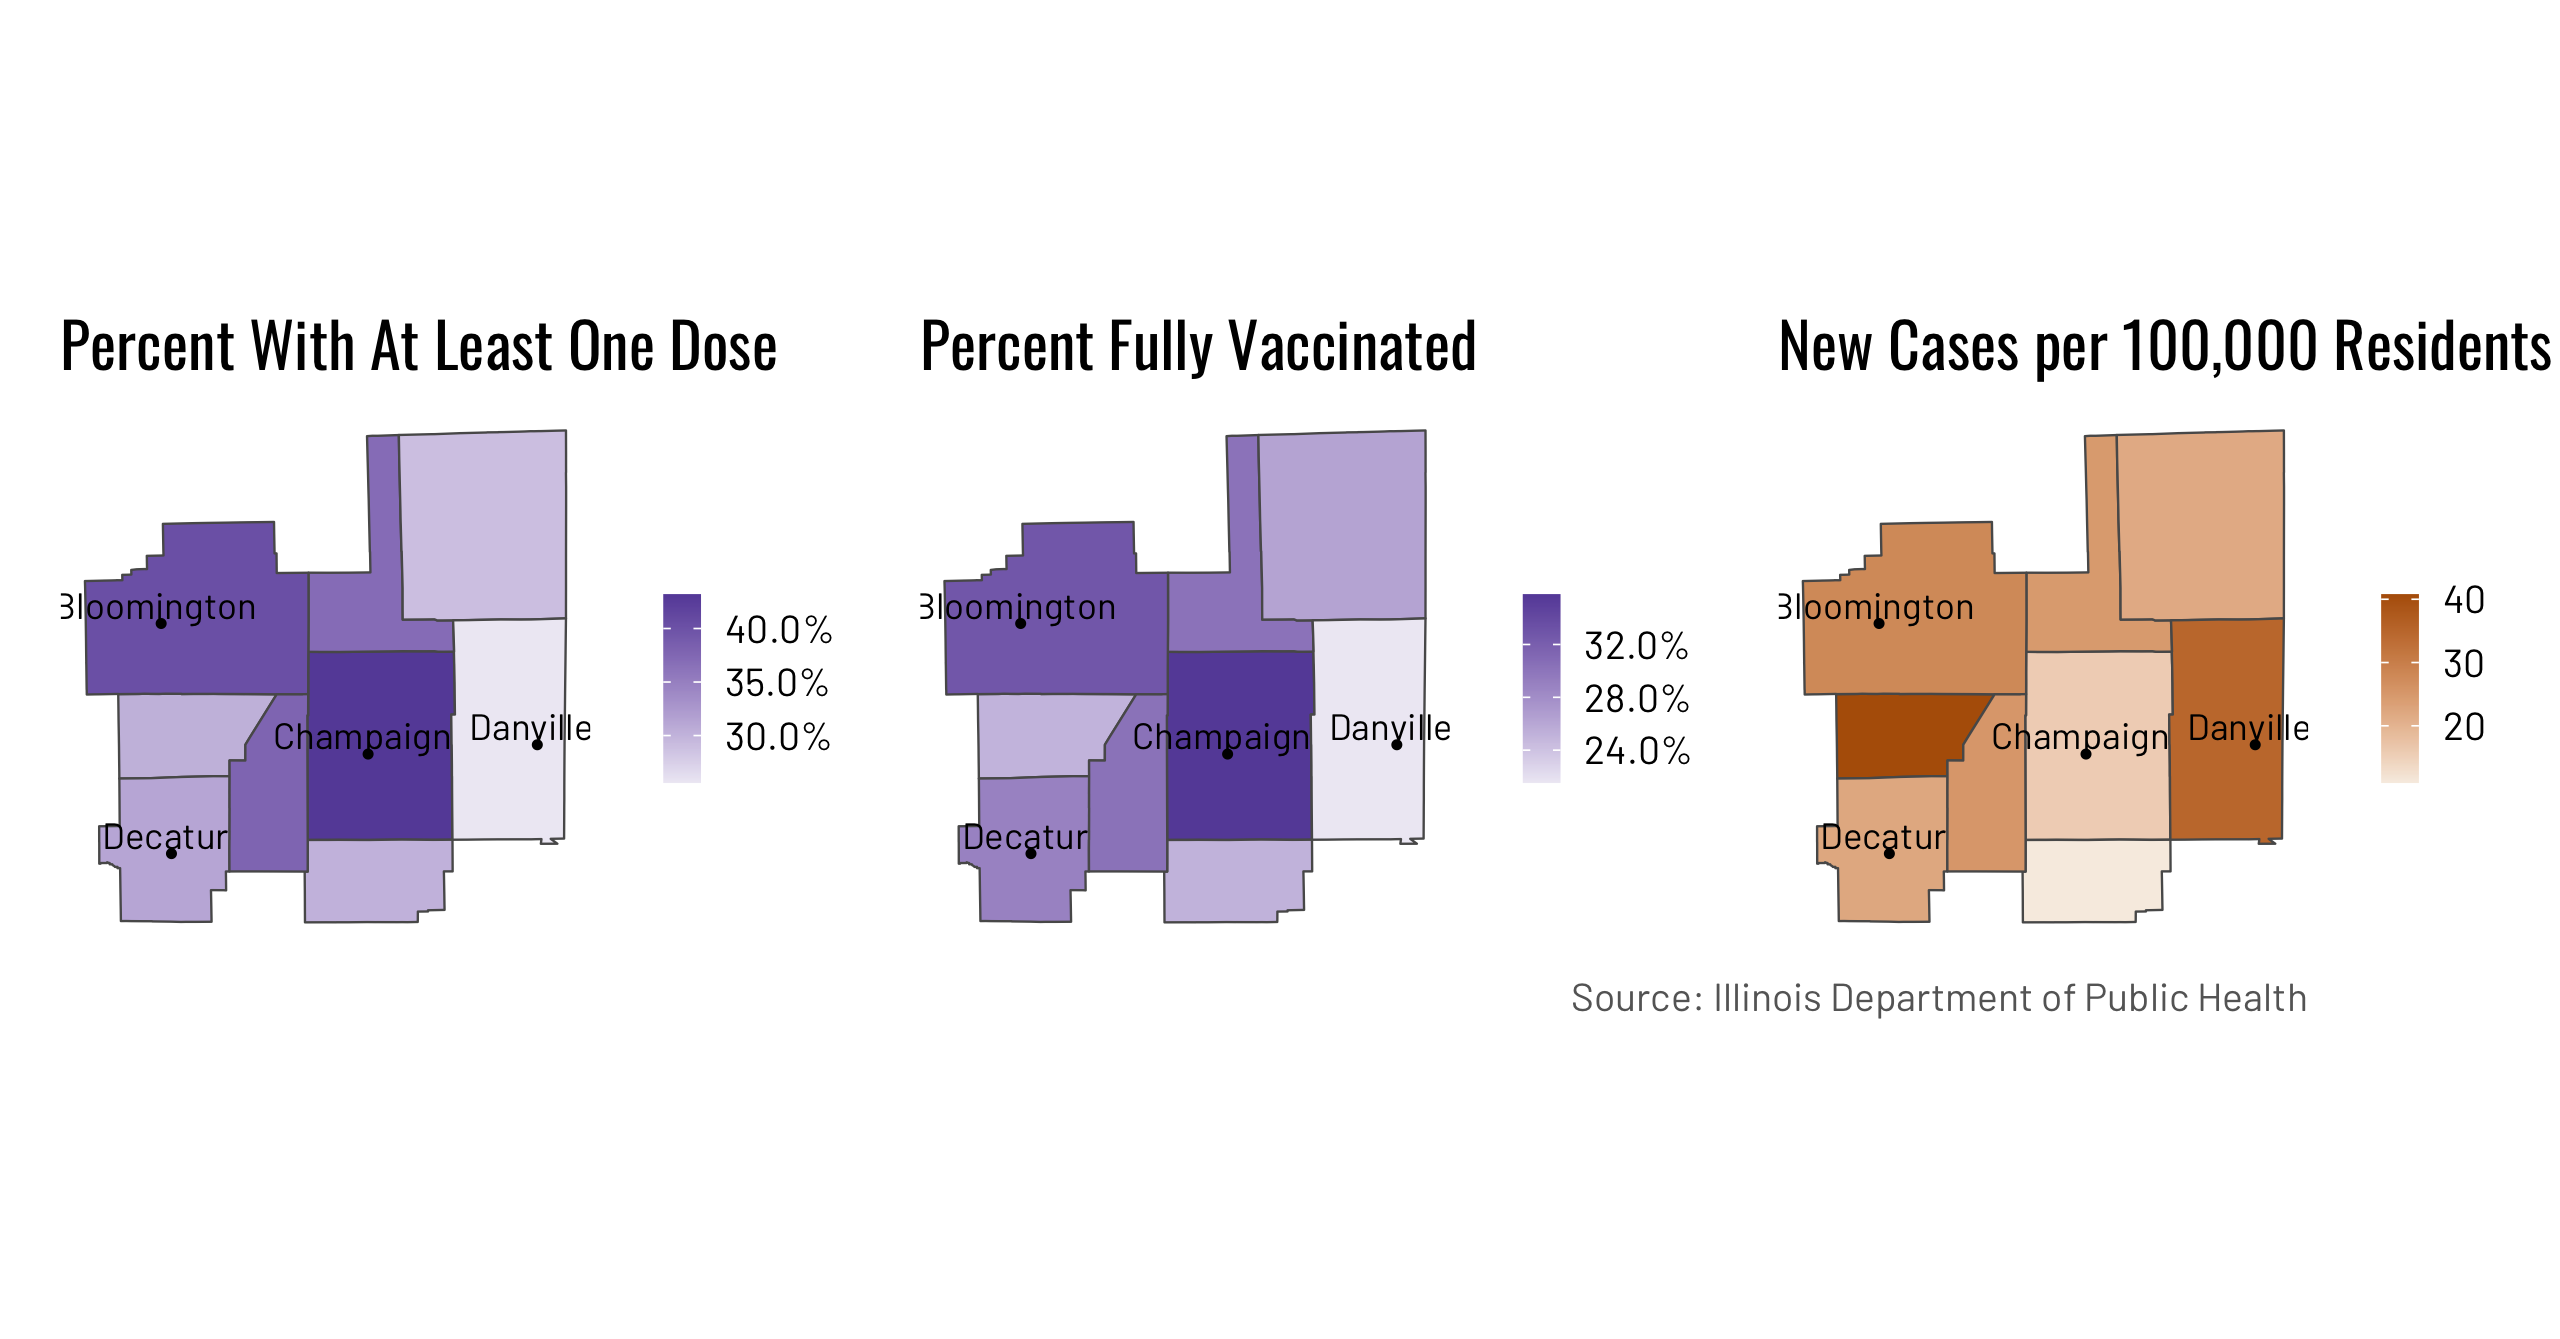 Percent With At Least One Dose
Bloomington
Champaign
Danville
Decatur
40.0%
35.0%
30.0%
Percent Fully Vaccinated
Bloomington
Champaign
Danville
Decatur
32.0%
28.0%
24.0%
New Cases per 100,000 Residents
Bloomington
Champaign
Danville
Decatur
40
30
20
Source: Illinois Department of Public Health